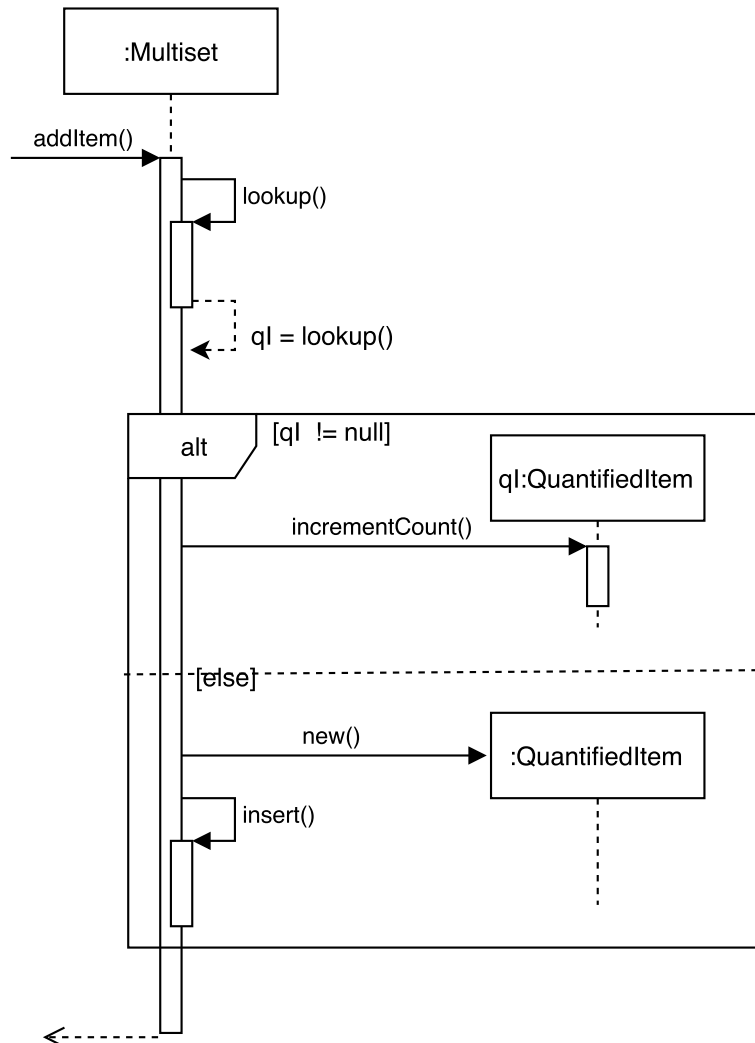 :Multiset
addItem()
lookup()
qI = lookup()
alt
[qI  != null]
qI:QuantifiedItem
incrementCount()
[else]
new()
:QuantifiedItem
insert()